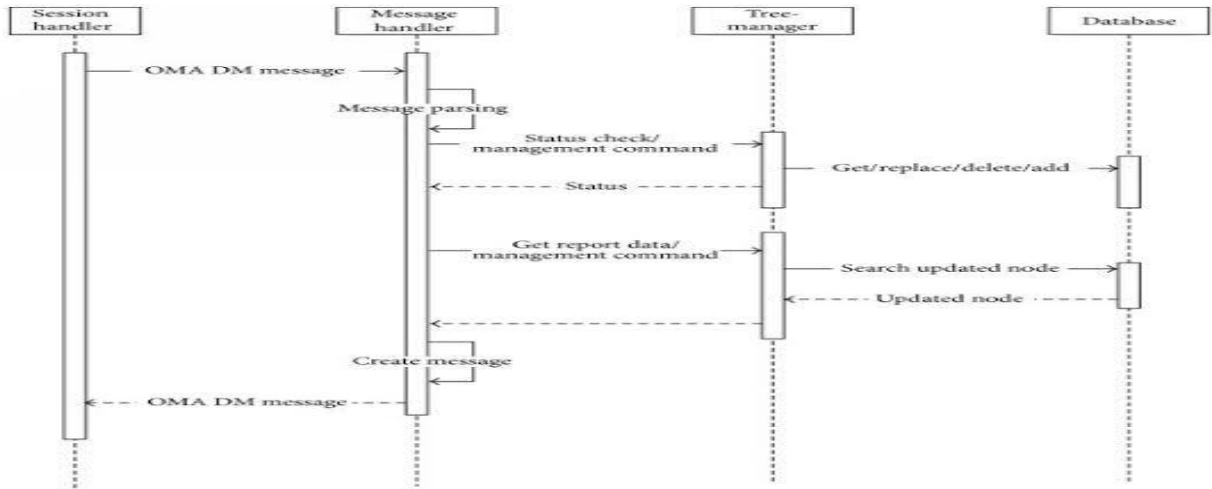 Session
handler
Message
handler
Tree-
manager
Database
OMA DM message
Message parsing
Status check/
management command
Get/replace/delete/add
Status
Get report data/
management command
Search updated node
Updated node
Create message
OMA DM message